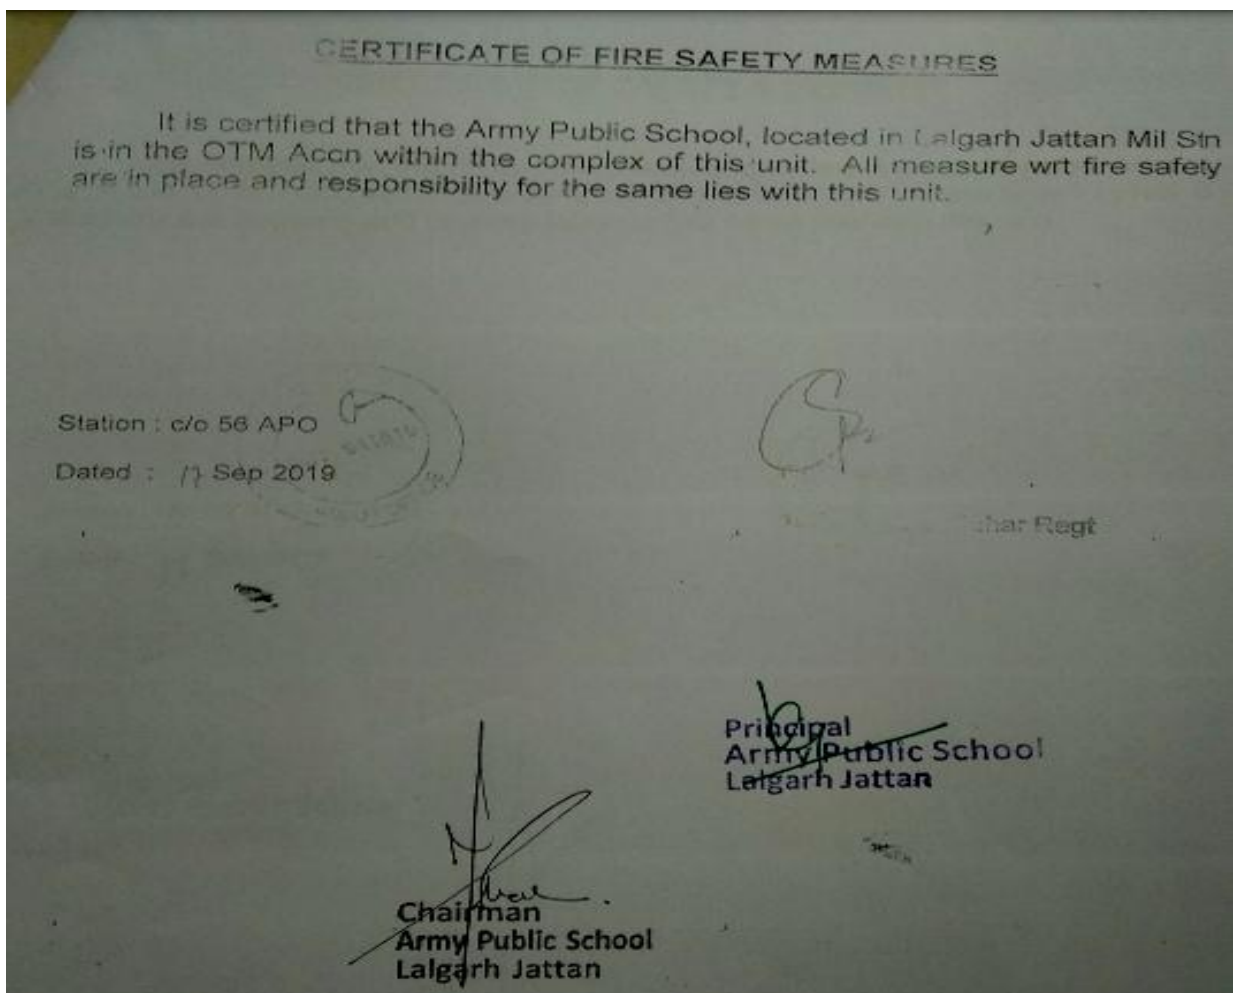 CERTIFICATE OF FIRE SAFETY MEASURES
It is certified that the Army Public School, located in Lalgarh Jattan Mil Stn
is in the OTM Accn within the complex of this unit. All measure wrt fire safety
are in place and responsibility for the same lies with this unit.
Station : c/o 56 APO
Dated : 17 Sep 2019
Regt
Principal
Army Public School
Lalgarh Jattan
Chairman
Army Public School
Lalgarh Jattan